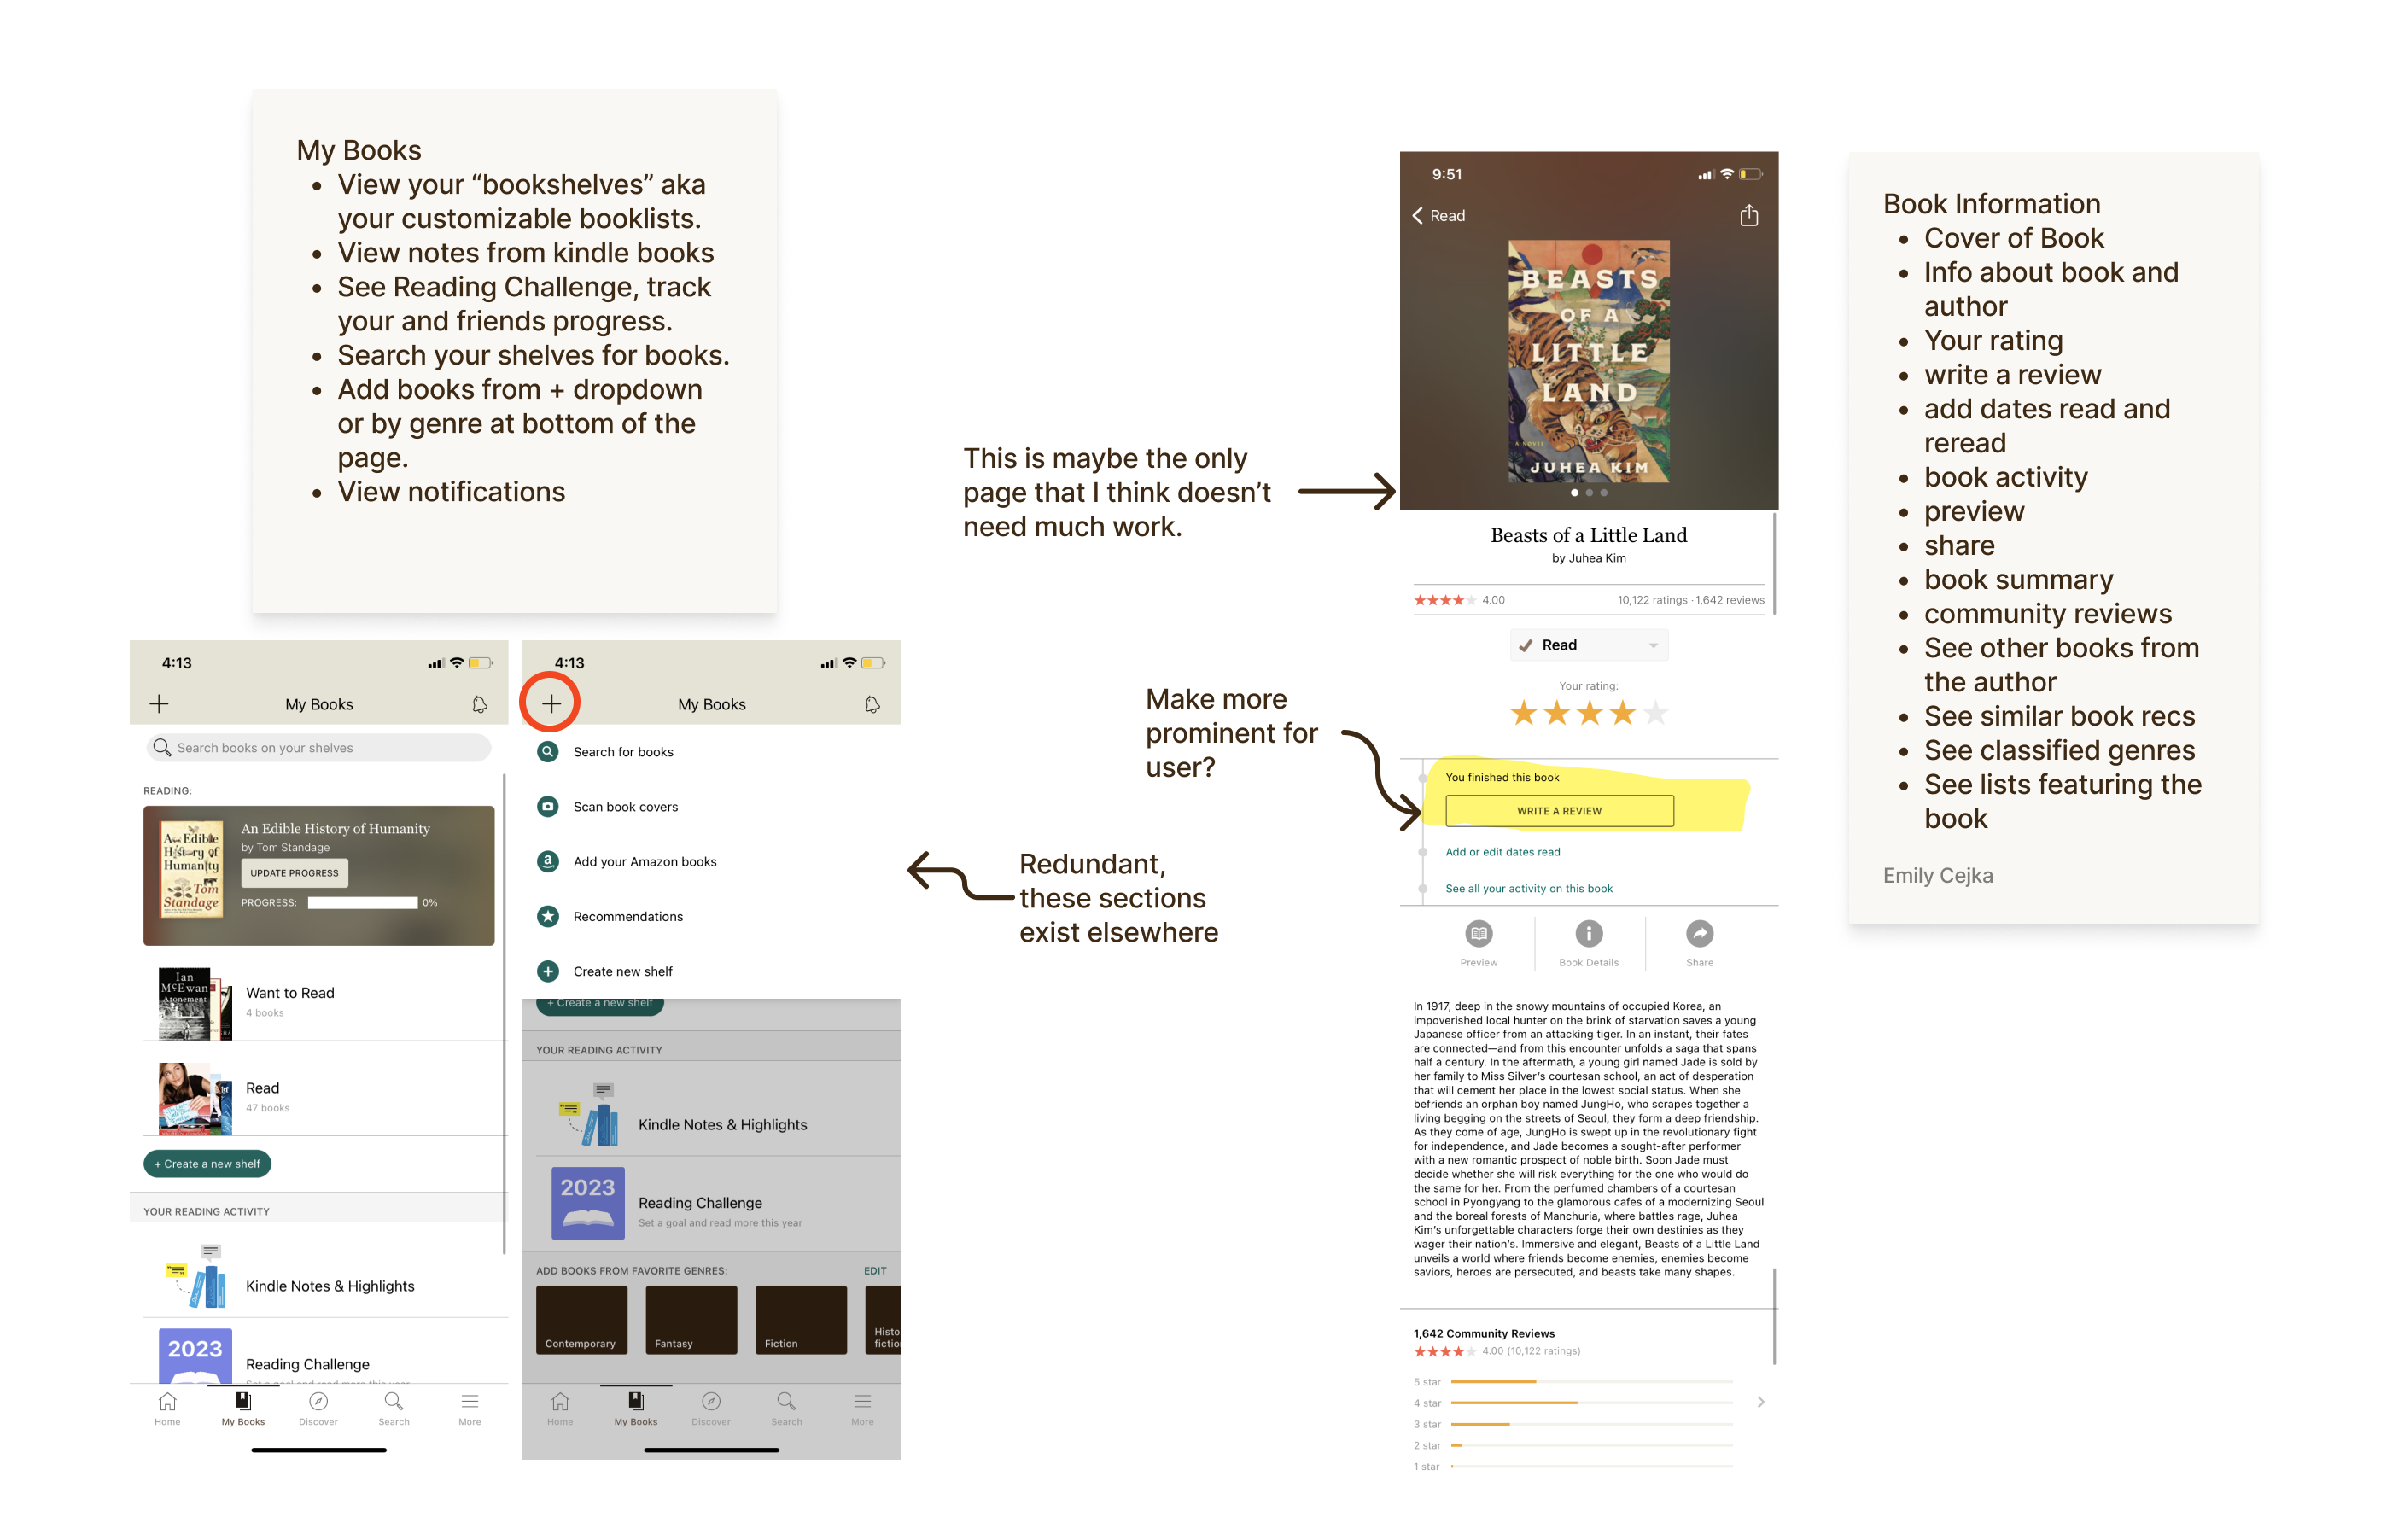 My Books
View your “bookshelves” aka
your customizable booklists.
View notes from kindle books
See Reading Challenge, track
your and friends progress.
Search your shelves for books.
Add books from + dropdown
or by genre at bottom of the
page.
View notifications
4:13
My Books
Search books on your shelves
READING:
An Edible
History of
Humanity
Tom
Standage
An Edible History of Humanity
by Tom Standage
UPDATE PROGRESS
PROGRESS:
0%
Ian
McEwan
Atonement
Want to Read
4 books
Read
47 books
+ Create a new shelf
YOUR READING ACTIVITY
Kindle Notes & Highlights
2023
Reading Challenge
Set a goal and read more this year
Home
My Books
Discover
Search
More
4:13
My Books
Search for books
Scan book covers
a
Add your Amazon books
Recommendations
Create new shelf
+ Create a new shelf
YOUR READING ACTIVITY
Kindle Notes & Highlights
2023
Reading Challenge
Set a goal and read more this year
ADD BOOKS FROM FAVORITE GENRES:
EDIT
Contemporary
Fantasy
Fiction
Histo
fictio
Home
My Books
Discover
Search
More
Redundant,
these sections
exist elsewhere
This is maybe the only
page that I think doesn’t
need much work.
Make more
prominent for
user?
9:51
Read
BEASTS
OF A
LITTLE
LAND
A NOVEL
JUHEA KIM
Beasts of a Little Land
by Juhea Kim
4.00
10,122 ratings · 1,642 reviews
Read
Your rating:
You finished this book
WRITE A REVIEW
Add or edit dates read
See all your activity on this book
Preview
Book Details
Share
In 1917, deep in the snowy mountains of occupied Korea, an
impoverished local hunter on the brink of starvation saves a young
Japanese officer from an attacking tiger. In an instant, their fates
are connected—and from this encounter unfolds a saga that spans
half a century. In the aftermath, a young girl named Jade is sold by
her family to Miss Silver’s courtesan school, an act of desperation
that will cement her place in the lowest social status. When she
befriends an orphan boy named JungHo, who scrapes together a
living begging on the streets of Seoul, they form a deep friendship.
As they come of age, JungHo is swept up in the revolutionary fight
for independence, and Jade becomes a sought-after performer
with a new romantic prospect of noble birth. Soon Jade must
decide whether she will risk everything for the one who would do
the same for her. From the perfumed chambers of a courtesan
school in Pyongyang to the glamorous cafes of a modernizing Seoul
and the boreal forests of Manchuria, where battles rage, Juhea
Kim’s unforgettable characters forge their own destinies as they
wager their nation’s. Immersive and elegant, Beasts of a Little Land
unveils a world where friends become enemies, enemies become
saviors, heroes are persecuted, and beasts take many shapes.
1,642 Community Reviews
4.00 (10,122 ratings)
5 star
4 star
3 star
2 star
1 star
Book Information
Cover of Book
Info about book and
author
Your rating
write a review
add dates read and
reread
book activity
preview
share
book summary
community reviews
See other books from
the author
See similar book recs
See classified genres
See lists featuring the
book
Emily Cejka